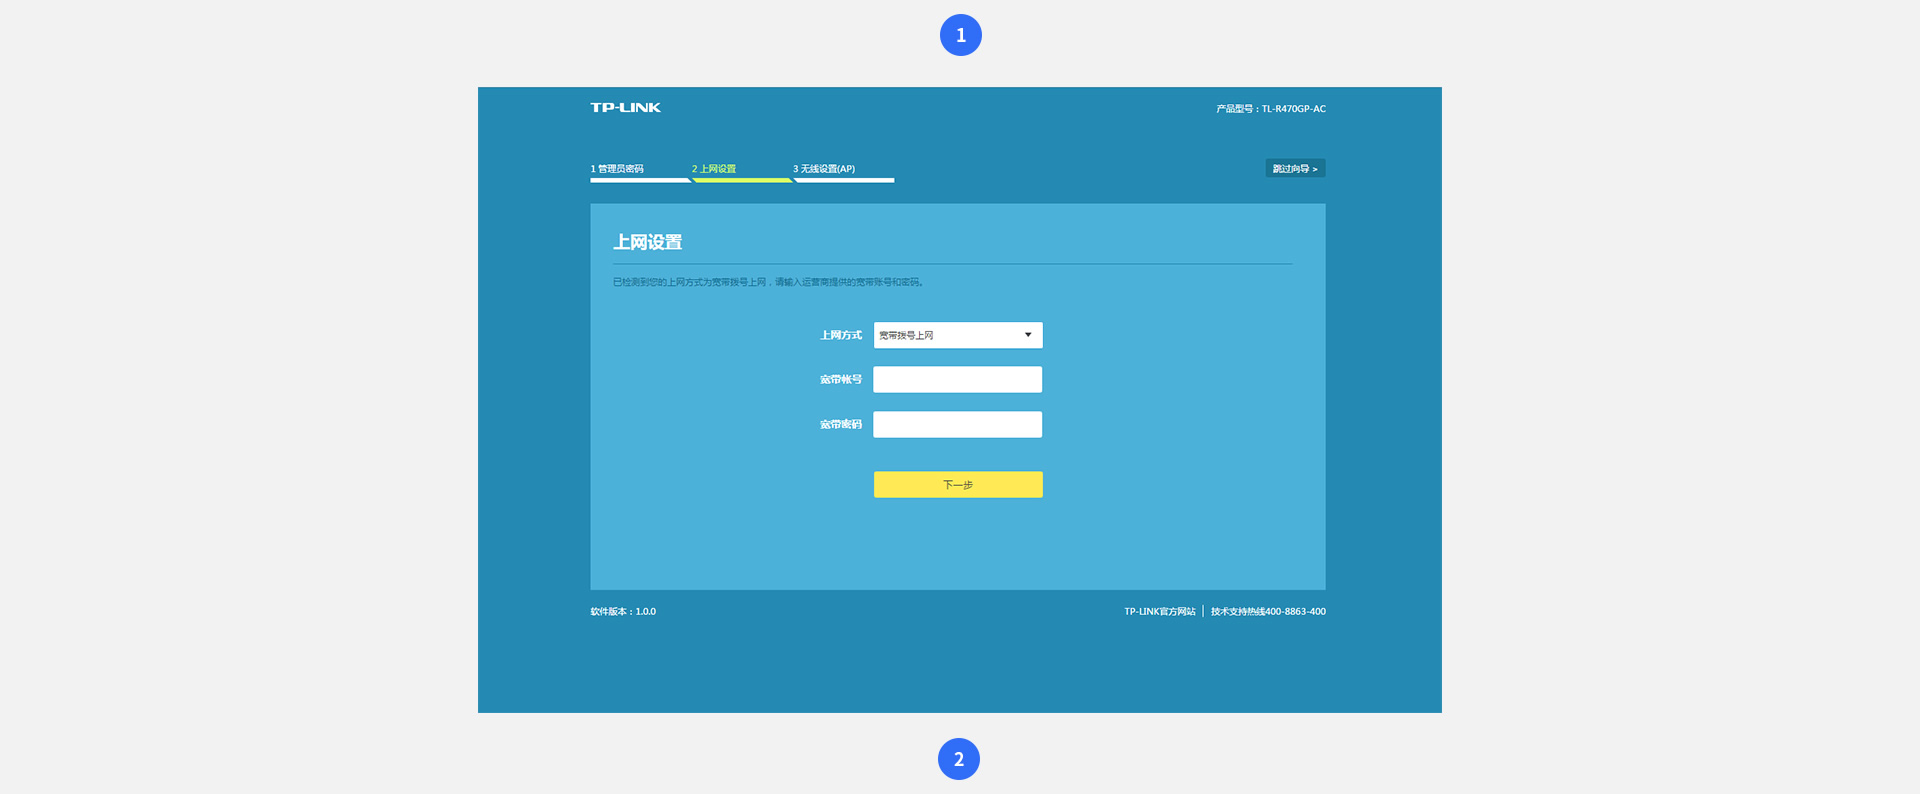 1
TP-LINK
产品型号：TL-R470GP-AC
1 管理员密码
2 上网设置
3 无线设置(AP)
跳过向导 >
上网设置
已检测到您的上网方式为宽带拨号上网，请输入运营商提供的宽带账号和密码。
上网方式
宽带拨号上网
宽带帐号
宽带密码
下一步
软件版本：1.0.0
TP-LINK官方网站
技术支持热线400-8863-400
2